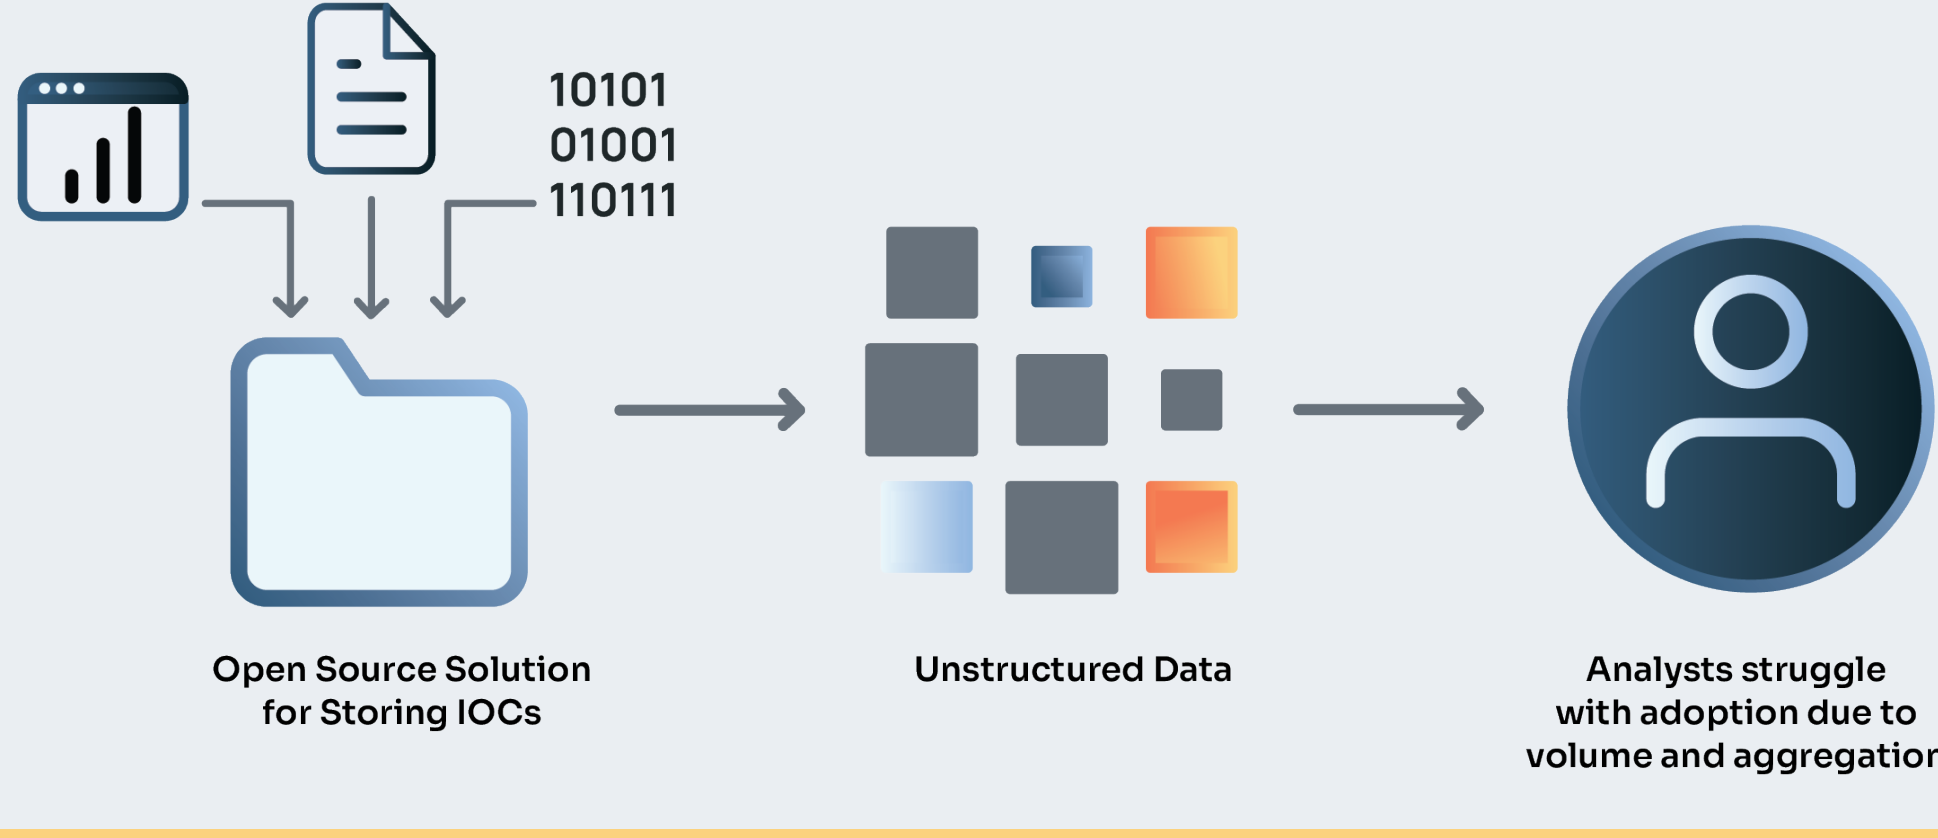 10101
01001
110111
Open Source Solution
for Storing IOCs
Unstructured Data
Analysts struggle
with adoption due to
volume and aggregation